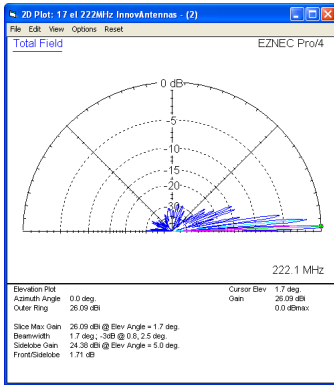 2D Plot: 17 el 222MHz InnovAntennas - (2)
File Edit View Options Reset
Total Field
EZNEC Pro/4
0 dB
-5
-10
-15
-20
-30
222.1 MHz
Elevation Plot
Azimuth Angle 0.0 deg.
Outer Ring 26.09 dBi
Cursor Elev 1.7 deg.
Gain 26.09 dBi
0.0 dBmax
Slice Max Gain 26.09 dBi @ Elev Angle = 1.7 deg.
Beamwidth 1.7 deg.; -3dB @ 0.8, 2.5 deg.
Sidelobe Gain 24.38 dBi @ Elev Angle = 5.0 deg.
Front/Sidelobe 1.71 dB